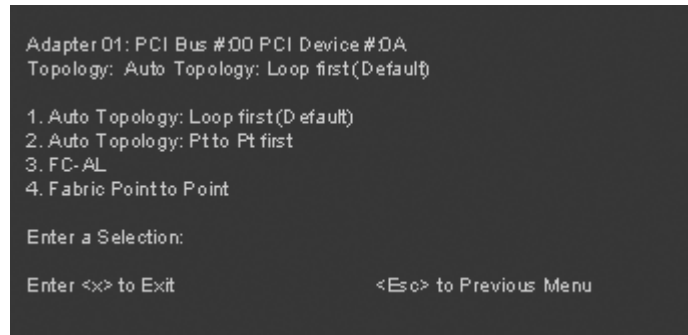 Adapter 01: PCI Bus #:00 PCI Device #:0A
Topology: Auto Topology: Loop first (Default)
1. Auto Topology: Loop first (Default)
2. Auto Topology: Pt to Pt first
3. FC-AL
4. Fabric Point to Point
Enter a Selection:
Enter <x> to Exit <Esc> to Previous Menu